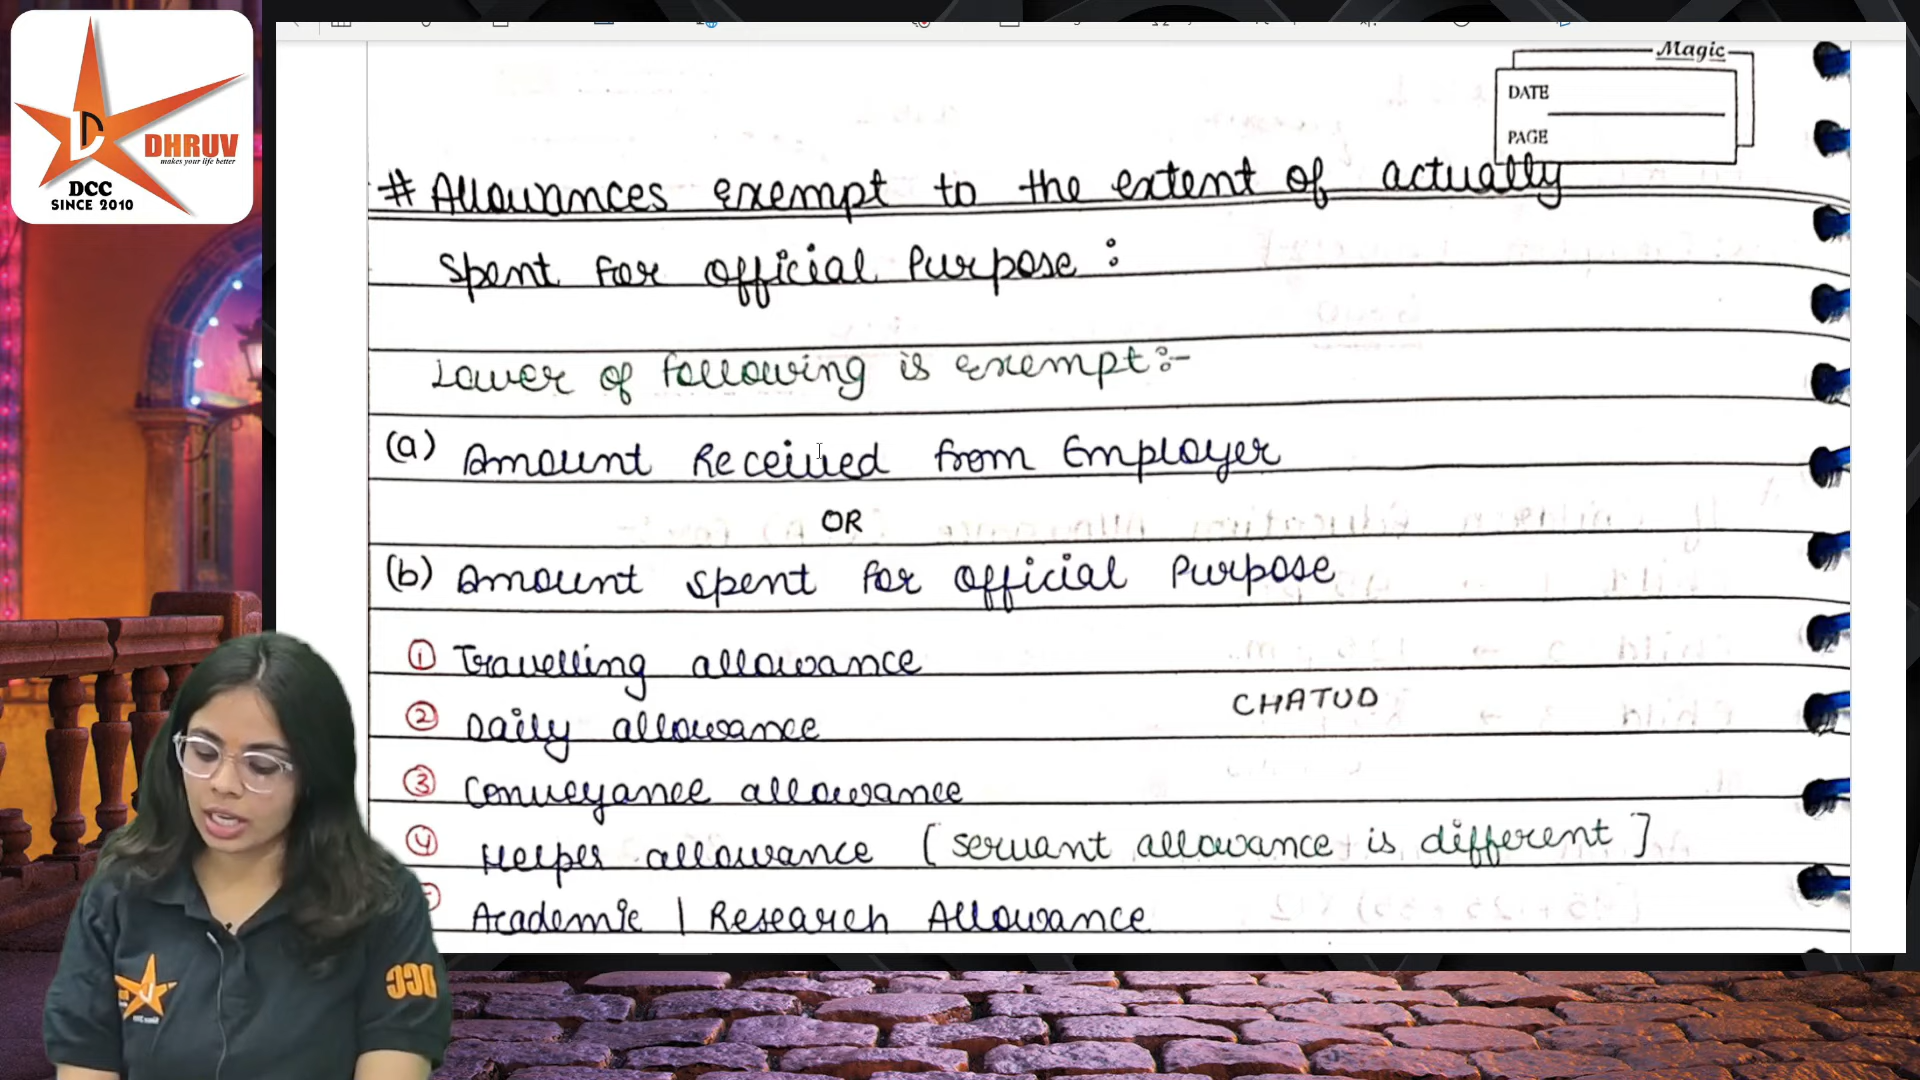 DHRUV
makes your life better
DCC
SINCE 2010
Magic
DATE
PAGE
# Allowances exempt to the extent of actually
spent for official Purpose :
Lower of following is exempt:-
(a) Amount Received from Employer
OR
(b) Amount spent for official Purpose
① Travelling allowance
CHATUD
② Daily allowance
③ Conveyance allowance
④ Helper allowance [servant allowance is different]
Academic / Research Allowance
DCC